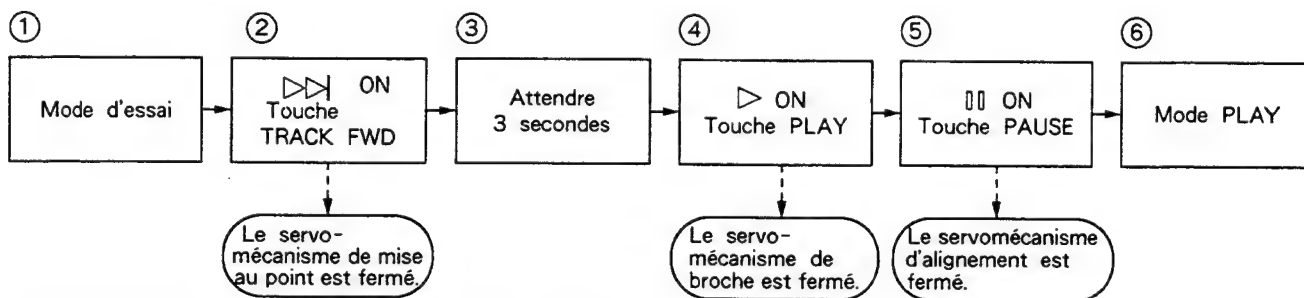 ①
②
③
④
⑤
⑥
Mode d'essai
▷▷| ON
Touche
TRACK FWD
Attendre
3 secondes
▷ ON
Touche PLAY
▯▯ ON
Touche PAUSE
Mode PLAY
Le servo-
mécanisme de mise
au point est fermé.
Le servo-
mécanisme de
broche est fermé.
Le servomécanisme
d'alignement est
fermé.